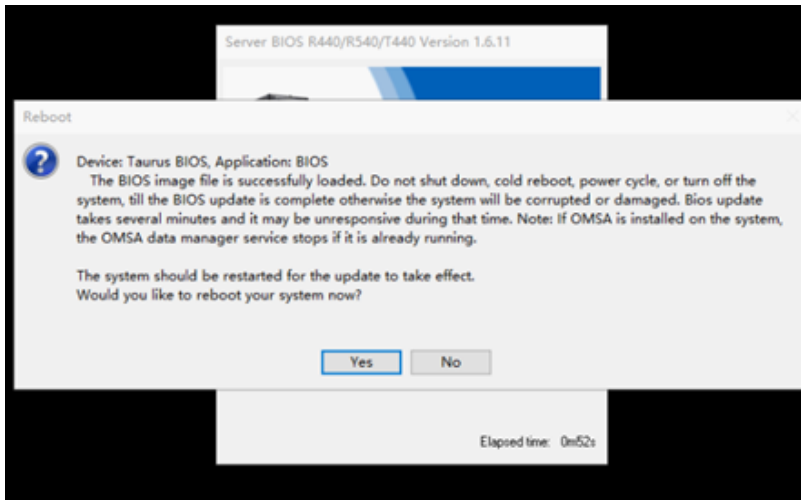 Server BIOS R440/R540/T440 Version 1.6.11
Reboot
Device: Taurus BIOS, Application: BIOS
The BIOS image file is successfully loaded. Do not shut down, cold reboot, power cycle, or turn off the
system, till the BIOS update is complete otherwise the system will be corrupted or damaged. Bios update
takes several minutes and it may be unresponsive during that time. Note: If OMSA is installed on the system,
the OMSA data manager service stops if it is already running.
The system should be restarted for the update to take effect.
Would you like to reboot your system now?
Yes No
Elapsed time: 0m52s